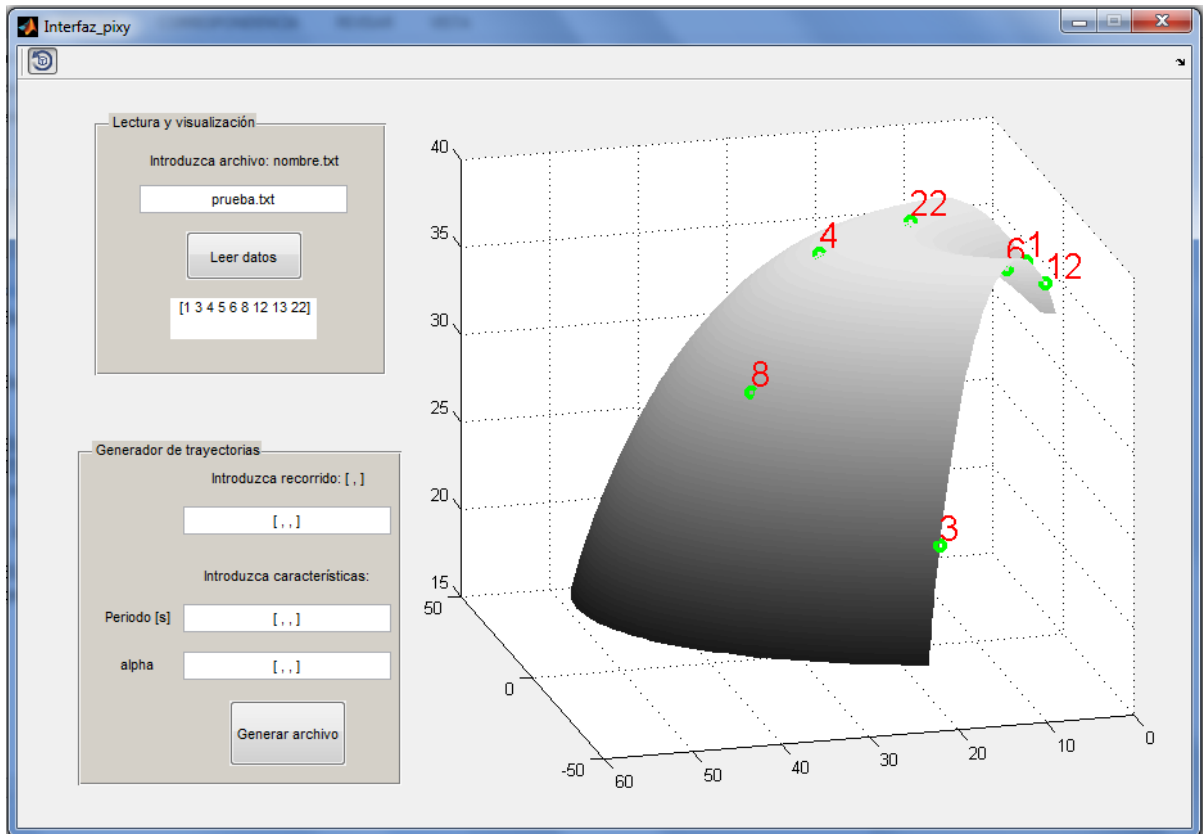 Interfaz_pixy
Lectura y visualización
Introduzca archivo: nombre.txt
prueba.txt
Leer datos
[1 3 4 5 6 8 12 13 22]
Generador de trayectorias
Introduzca recorrido: [ , ]
[ , , ]
Introduzca características:
Periodo [s]
[ , , ]
alpha
[ , , ]
Generar archivo
40
35
30
25
20
15
50
0
-50
60
50
40
30
20
10
0
22
4
6
1
12
8
3